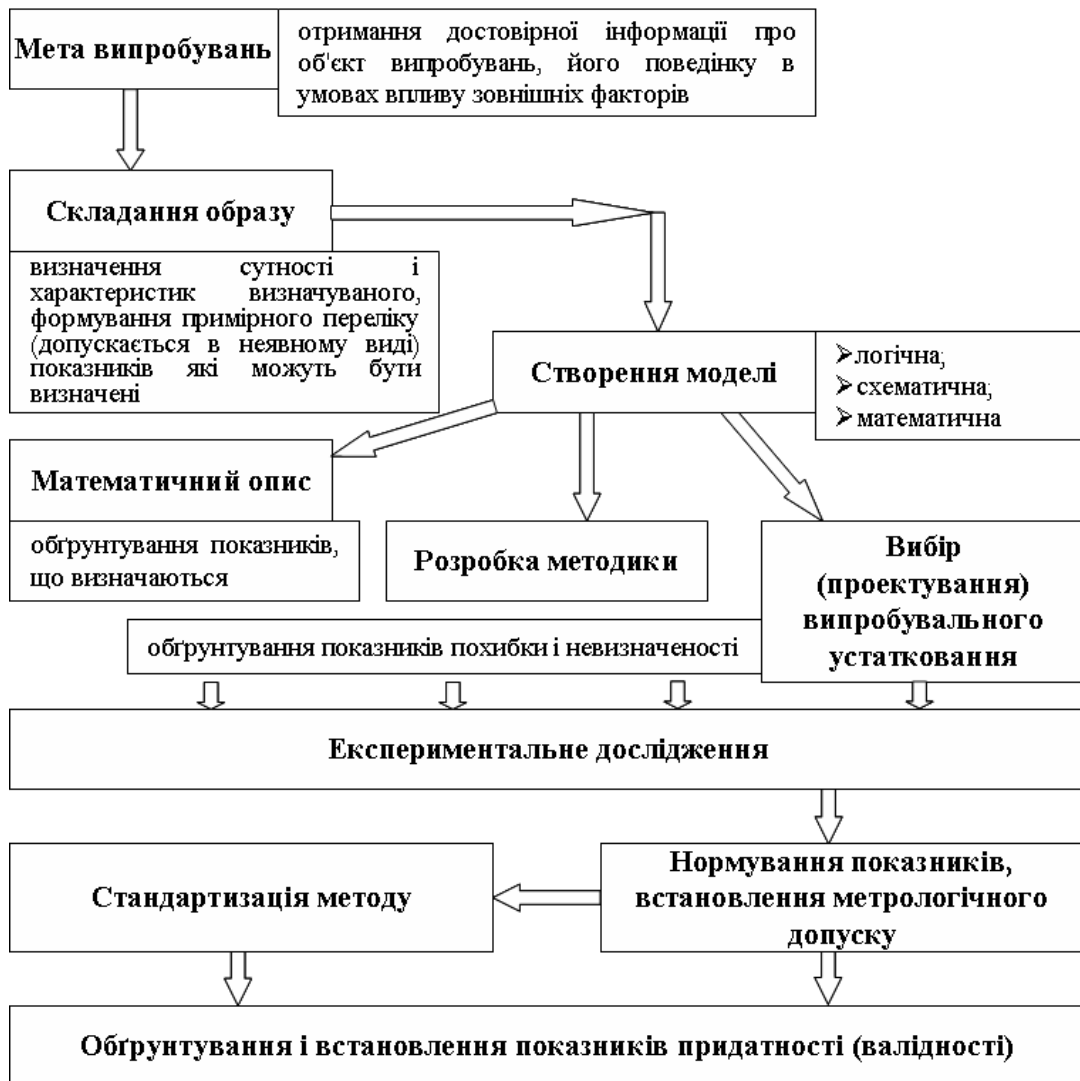 Мета випробувань
отримання достовірної інформації про
об'єкт випробувань, його поведінку в
умовах впливу зовнішніх факторів
Складання образу
визначення сутності і
характеристик визначуваного,
формування примірного переліку
(допускається в неявному виді)
показників які можуть бути
визначені
Створення моделі
➢логічна;
➢схематична;
➢математична
Математичний опис
обґрунтування показників,
що визначаються
Розробка методики
Вибір
(проектування)
випробувального
устатковання
обґрунтування показників похибки і невизначеності
Експериментальне дослідження
Стандартизація методу
Нормування показників,
встановлення метрологічного
допуску
Обґрунтування і встановлення показників придатності (валідності)